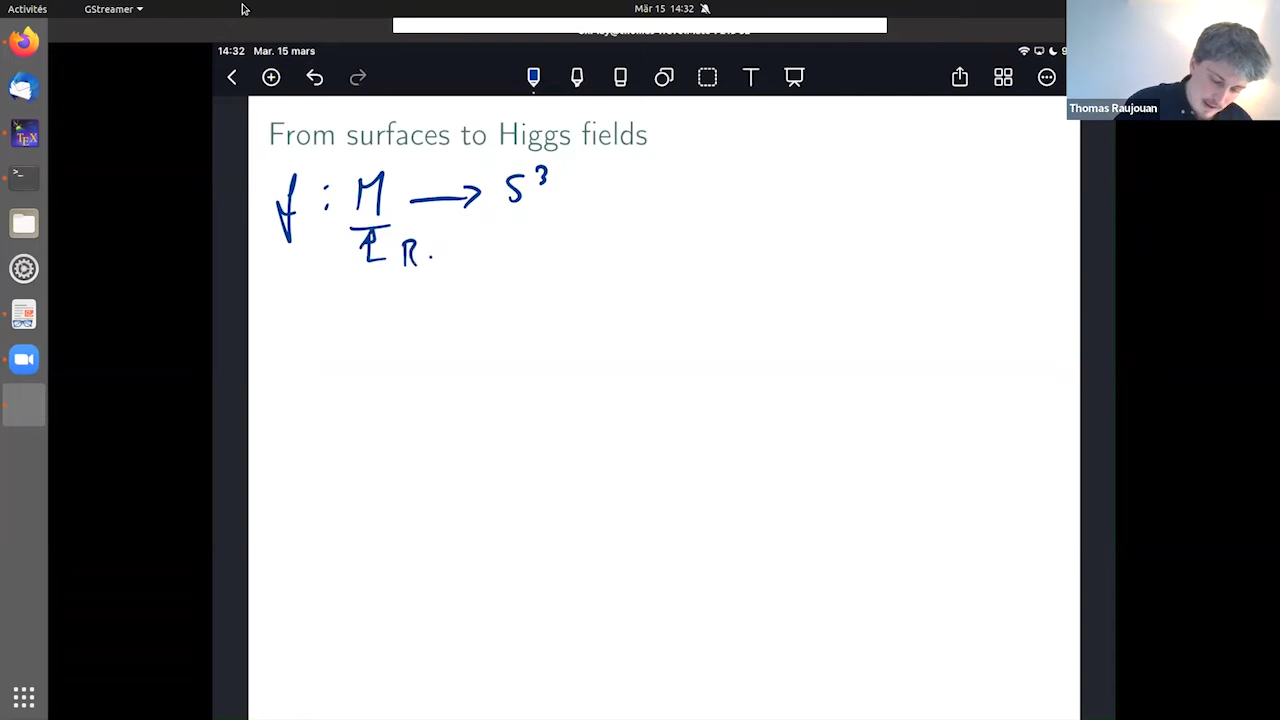 Activités GStreamer Mär 15 14:32
14:32 Mar. 15 mars
Thomas Raujouan
From surfaces to Higgs fields
f : M → S³
R.